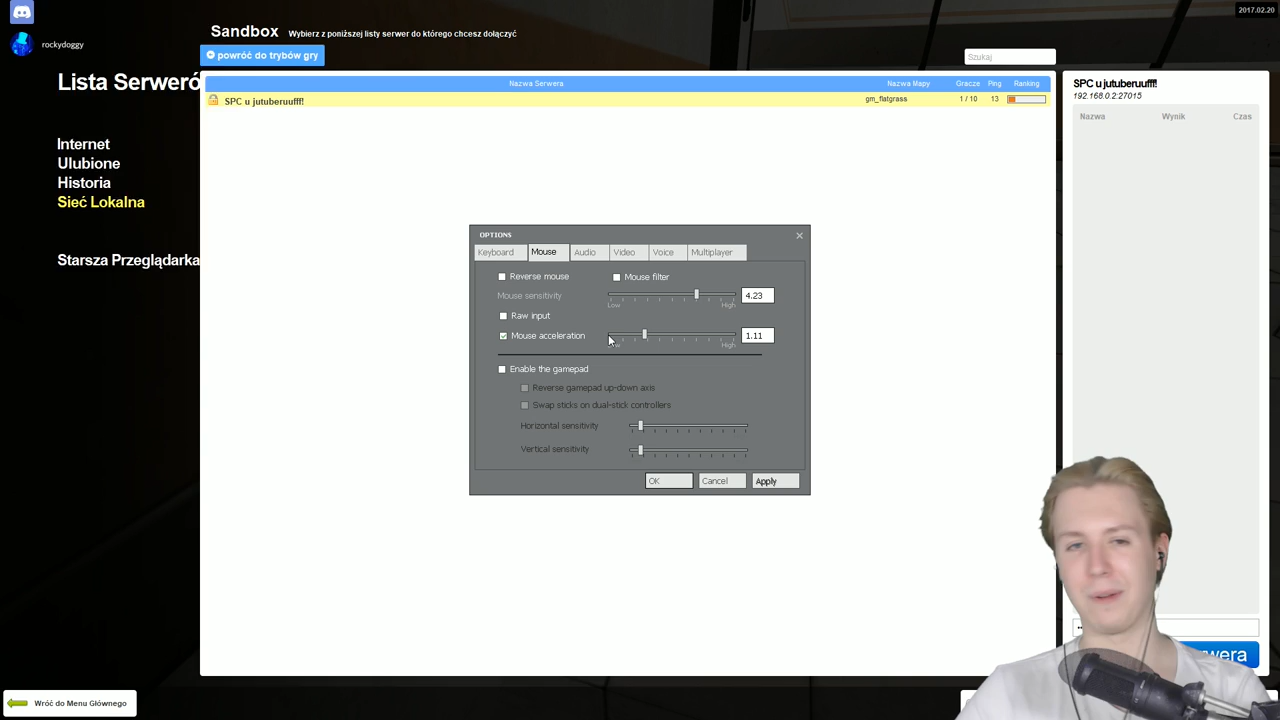 2017.02.20
rockydoggy
Sandbox Wybierz z poniższej listy serwer do którego chcesz dołączyć
powróć do trybów gry
Szukaj
Lista Serweró
Internet
Ulubione
Historia
Sieć Lokalna
Starsza Przeglądarka
Nazwa Serwera Nazwa Mapy Gracze Ping Ranking
SPC u jutuberuufff! gm_flatgrass 1 / 10 13
SPC u jutuberuufff!
192.168.0.2:27015
Nazwa Wynik Czas
OPTIONS
Keyboard Mouse Audio Video Voice Multiplayer
Reverse mouse Mouse filter
Mouse sensitivity 4.23
Low High
Raw input
Mouse acceleration 1.11
High
Enable the gamepad
Reverse gamepad up-down axis
Swap sticks on dual-stick controllers
Horizontal sensitivity
Vertical sensitivity
OK Cancel Apply
wera
Wróć do Menu Głównego